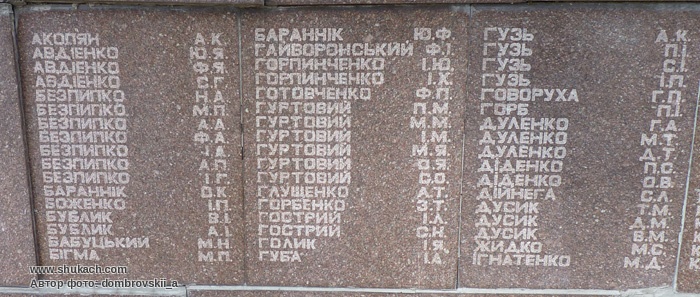 АКОПЯН А.К.
АВДІЄНКО Ю.Я
АВДІЄНКО Ф.Я
АВДІЄНКО С.Г.
БЕЗПИПКО Н.А.
БЕЗПИПКО М.П.
БЕЗПИПКО А.А.
БЕЗПИПКО Ф.А.
БЕЗПИПКО І.А.
БЕЗПИПКО А.П.
БЕЗПИПКО І.Г.
БАРАННІК О.К.
БОЖЕНКО І.П.
БУБЛИК В.І.
БУБЛИК А.І.
БАБУЦЬКИЙ М.Н.
БІГМА М.П.
БАРАННІК Ю.Ф.
ГАЙВОРОНСЬКИЙ Ф.І.
ГОРПИНЧЕНКО І.Ю.
ГОРПИНЧЕНКО І.Х.
ГОТОВЧЕНКО Ф.П.
ГУРТОВИЙ П.М.
ГУРТОВИЙ М.М.
ГУРТОВИЙ І.М.
ГУРТОВИЙ М.Я.
ГУРТОВИЙ О.Я.
ГУРТОВИЙ С.О.
ГЛУЩЕНКО А.Т.
ГОРБЕНКО З.Т.
ГОСТРИЙ І.Л.
ГОСТРИЙ С.Н.
ГОЛИК І.Я.
ГУБА І.А.
ГУЗЬ А.К.
ГУЗЬ П.І.
ГУЗЬ С.І.
ГУЗЬ І.П.
ГОВОРУХА Г.П.
ГОРБ П.І.
ДУЛЕНКО Г.А.
ДУЛЕНКО М.Т.
ДУЛЕНКО Д.Т.
ДІДЕНКО П.С.
ДІДЕНКО О.В.
ДІЙНЕГА С.Л.
ДУСИК Т.М.
ДУСИК Д.М.
ДУСИК В.М.
ЖИДКО М.С.
ІГНАТЕНКО М.Д.
www.shukach.com
Автор фото-dombrovskii_a